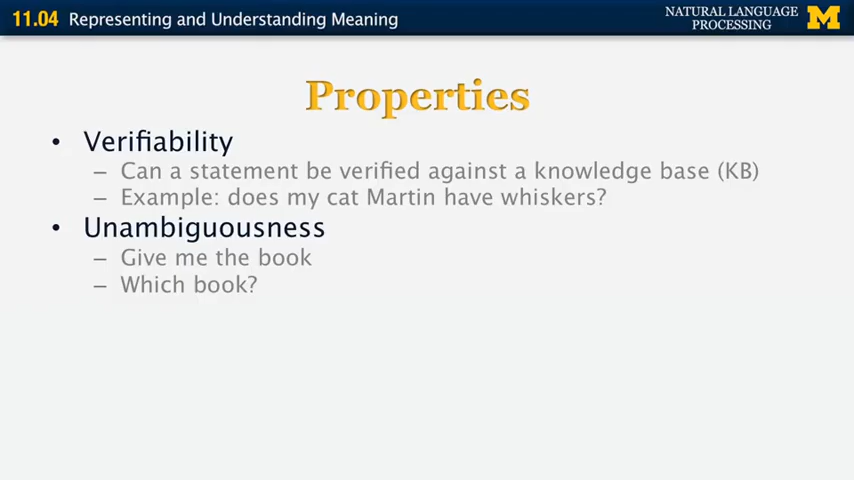 11.04 Representing and Understanding Meaning
NATURAL LANGUAGE
PROCESSING
M
Properties
• Verifiability
– Can a statement be verified against a knowledge base (KB)
– Example: does my cat Martin have whiskers?
• Unambiguousness
– Give me the book
– Which book?